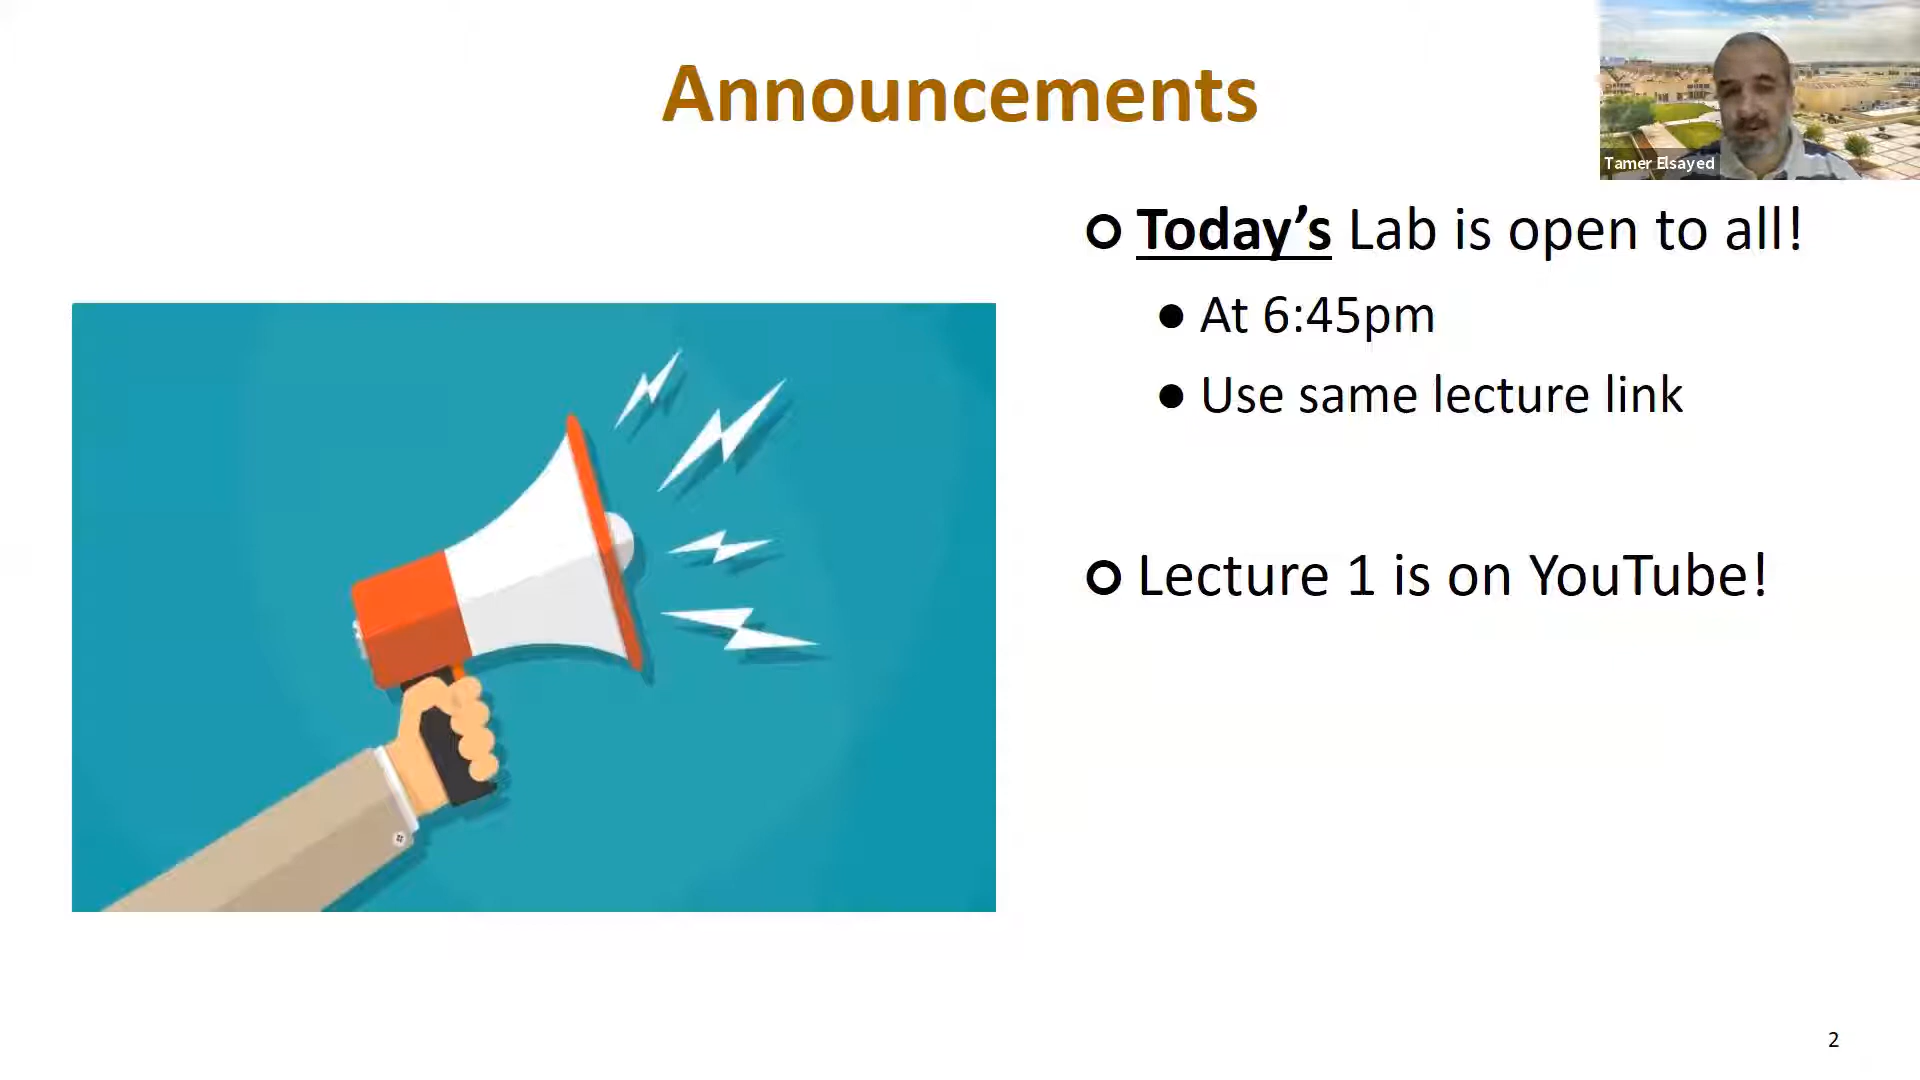 Announcements
Tamer Elsayed
Today’s Lab is open to all!
At 6:45pm
Use same lecture link
Lecture 1 is on YouTube!
2